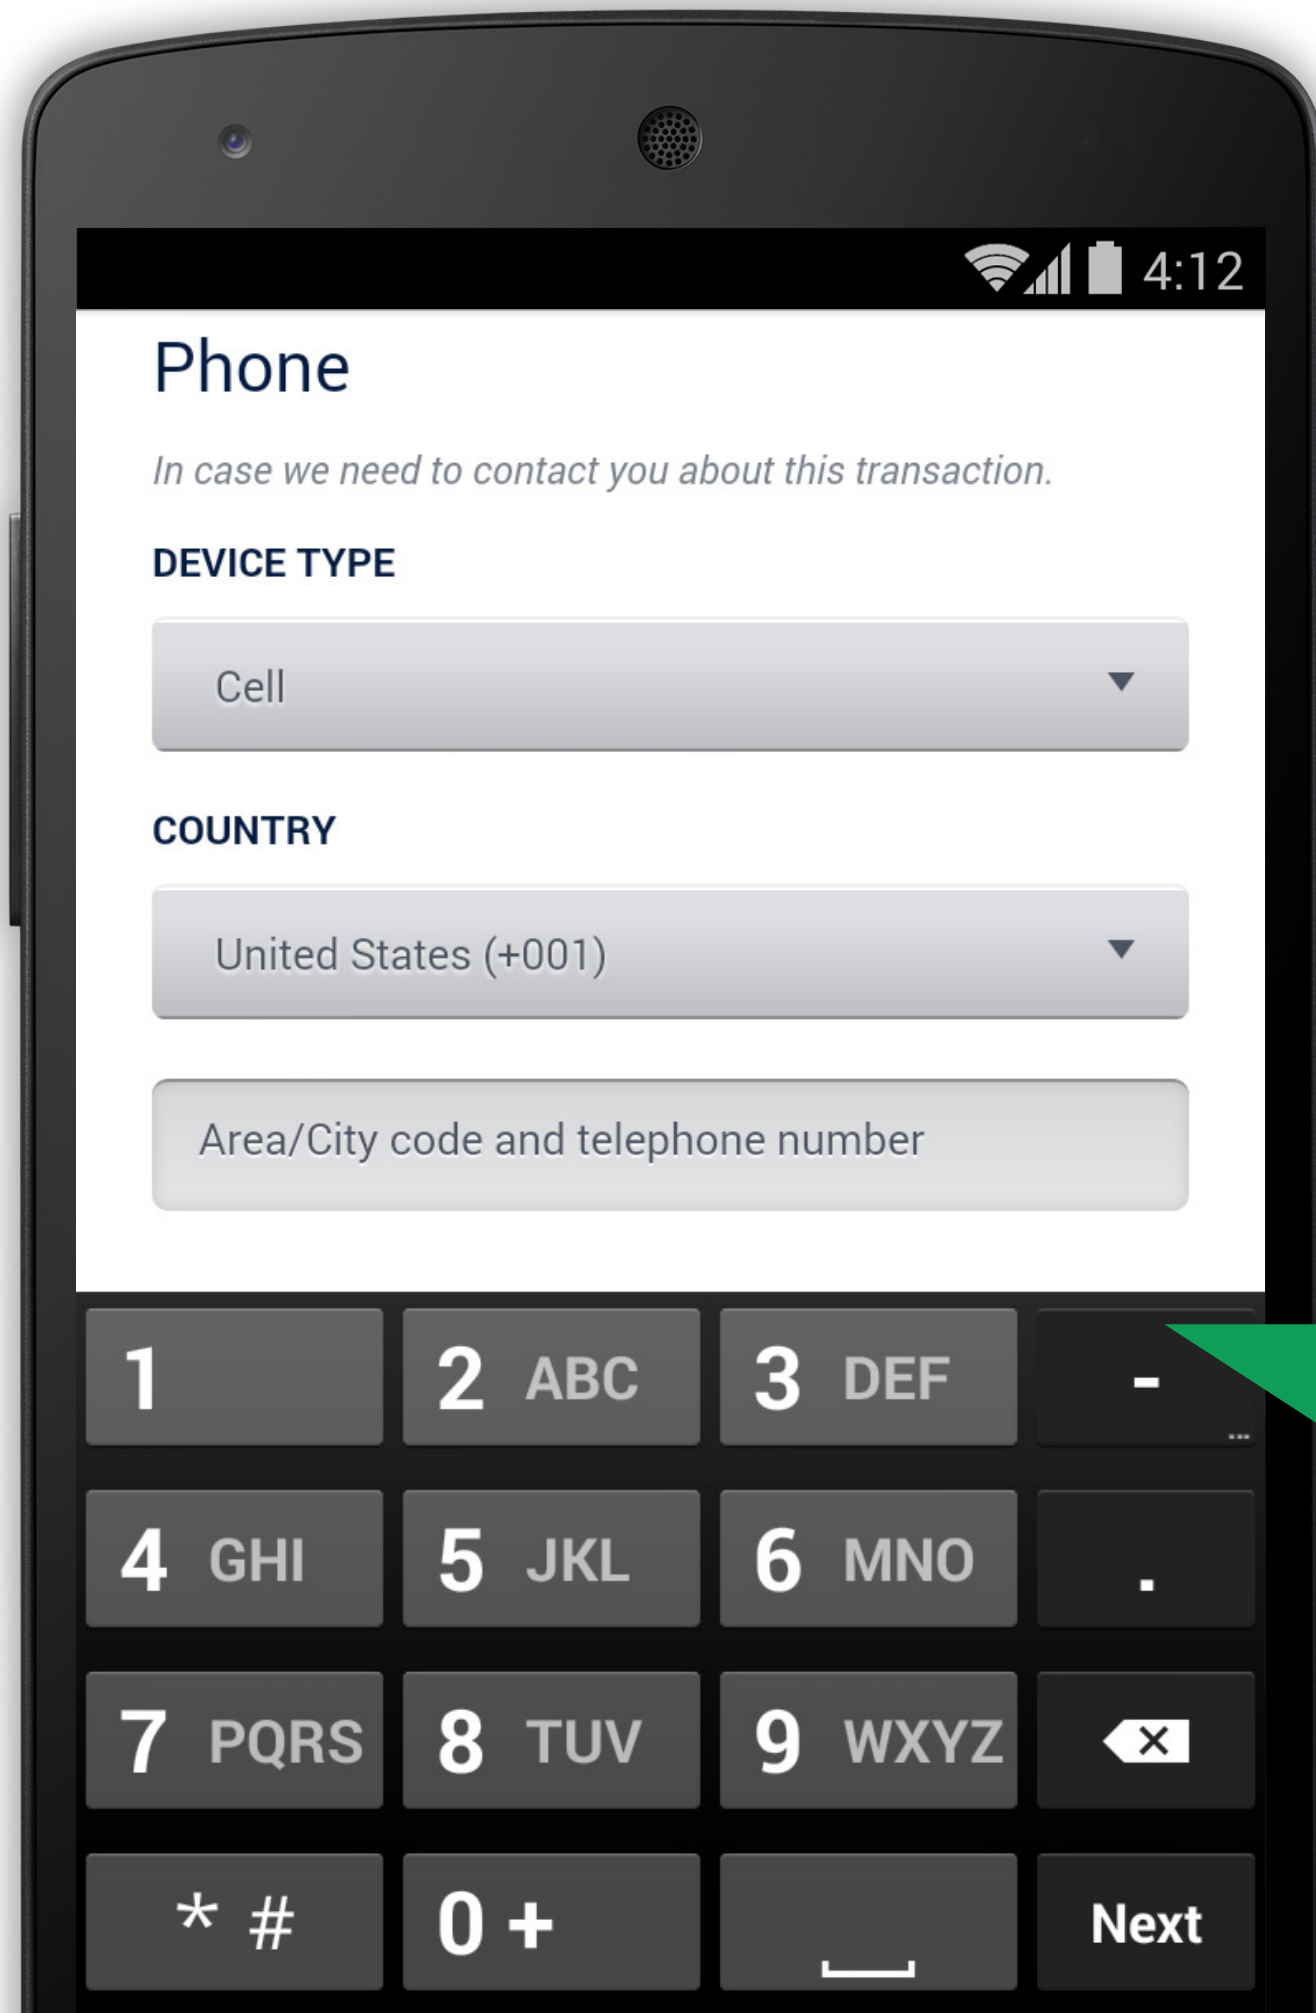 4:12
Phone
In case we need to contact you about this transaction.
DEVICE TYPE
Cell
COUNTRY
United States (+001)
Area/City code and telephone number
1 2 ABC 3 DEF -
...
4 GHI 5 JKL 6 MNO .
7 PQRS 8 TUV 9 WXYZ
* # 0 + Next